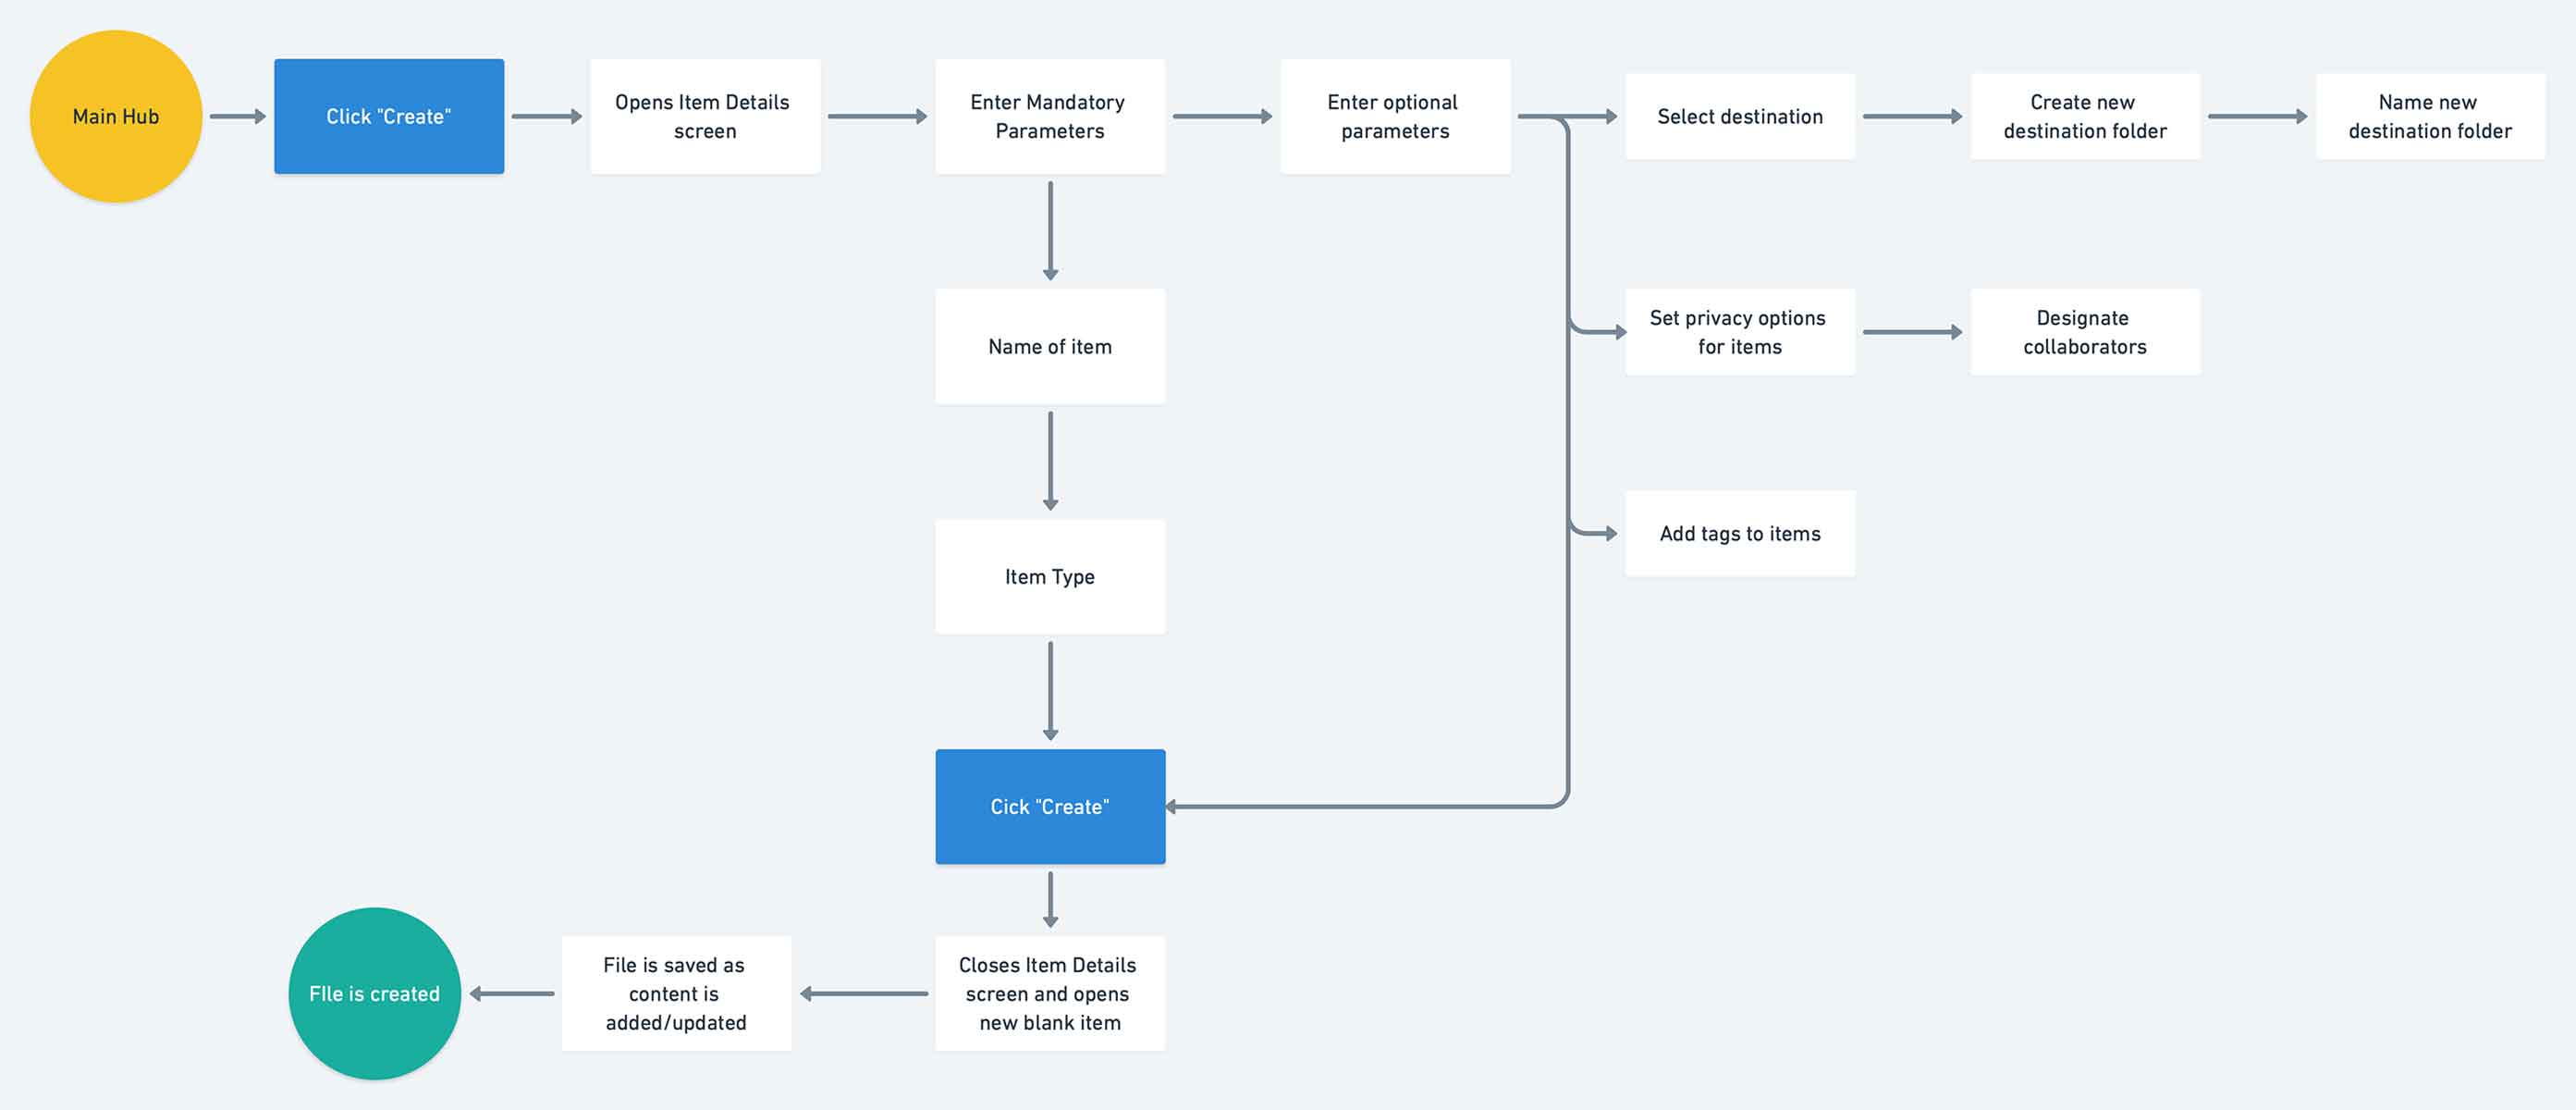 Main Hub
Click "Create"
Opens Item Details
screen
Enter Mandatory
Parameters
Enter optional
parameters
Select destination
Create new
destination folder
Name new
destination folder
Name of item
Set privacy options
for items
Designate
collaborators
Add tags to items
Item Type
Cick "Create"
Closes Item Details
screen and opens
new blank item
File is saved as
content is
added/updated
FIle is created